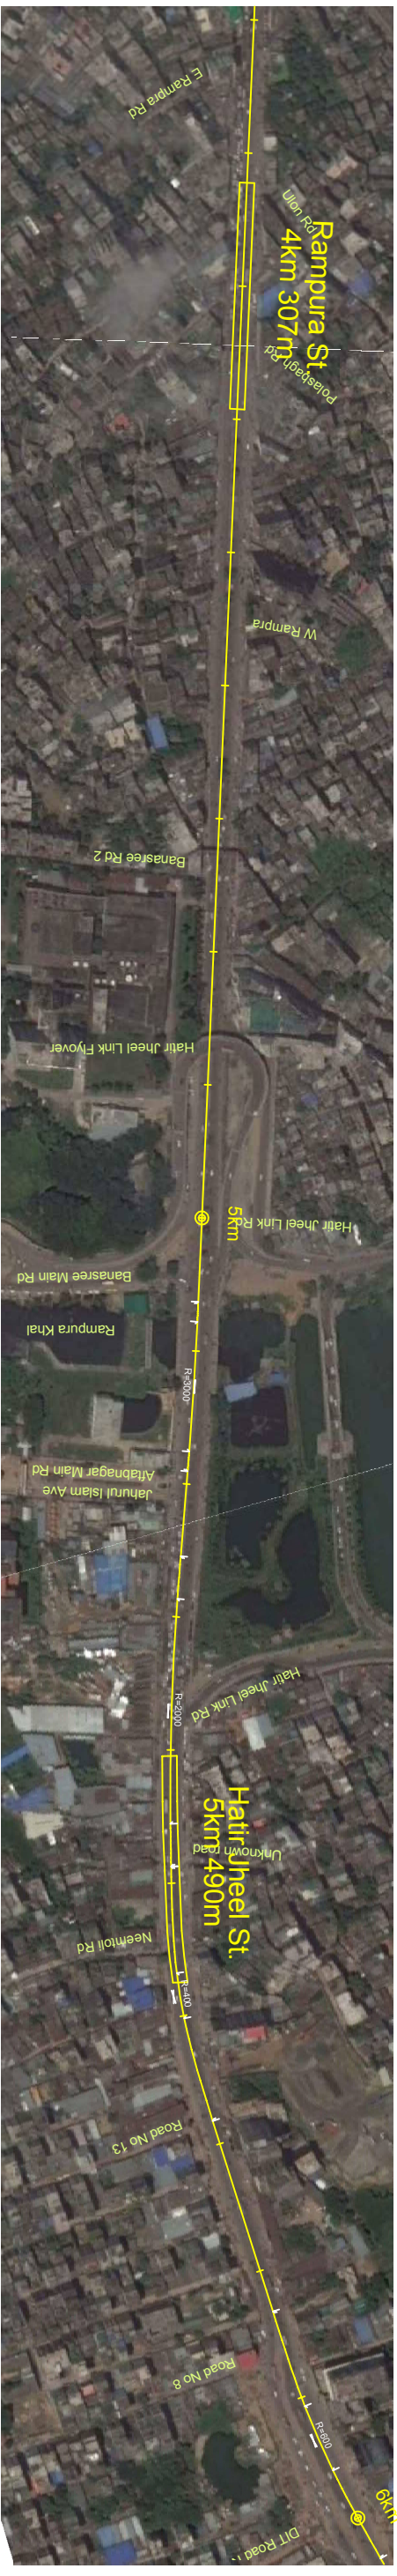 E Rampra Rd
Ulon Rd
Rampura St.
4km 307m
Polasbagh Rd
W Rampra
Banasree Rd 2
Hatir Jheel Link Flyover
5km
Hatir Jheel Link Rd
Banasree Main Rd
Rampura Khal
R=3000
Aftabnagar Main Rd
Jahurul Islam Ave
Hatir Jheel Link Rd
R=2000
Hatir Jheel St.
5km 490m
Unknown road
Neemtoli Rd
R=400
Road No 13
Road No 8
R=600
6km
DIT Road